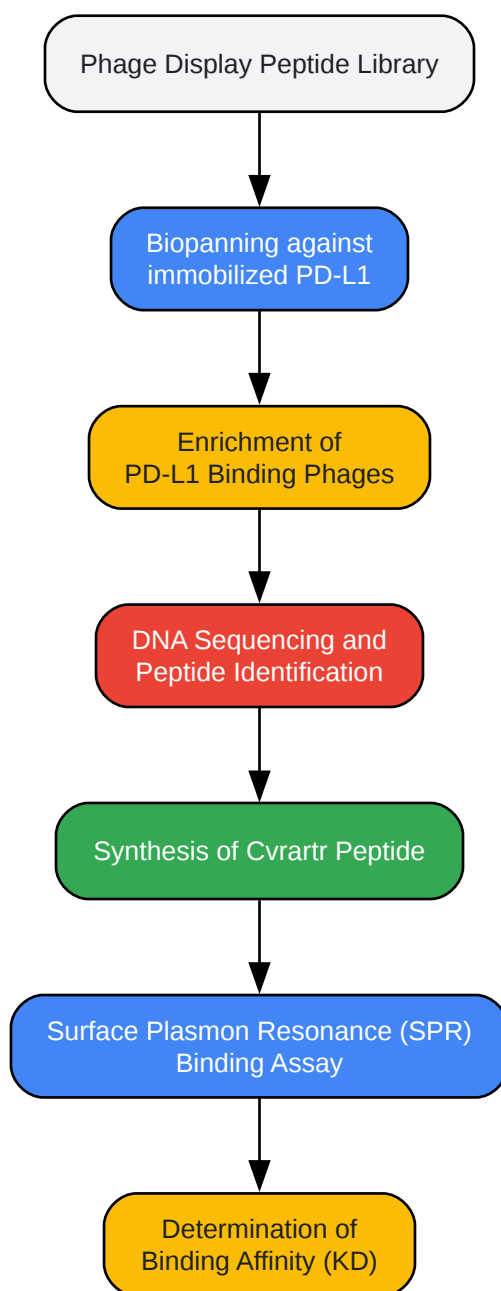 Phage Display Peptide Library
Biopanning against
immobilized PD-L1
Enrichment of
PD-L1 Binding Phages
DNA Sequencing and
Peptide Identification
Synthesis of Cvrartr Peptide
Surface Plasmon Resonance (SPR)
Binding Assay
Determination of
Binding Affinity (KD)